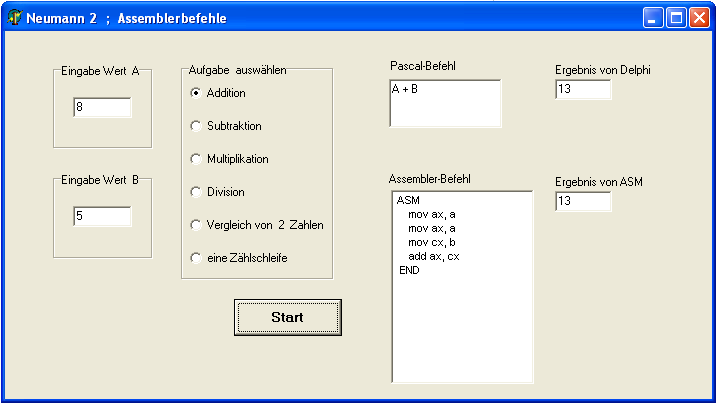 Neumann 2 ; Assemblerbefehle
Eingabe Wert A
8
Eingabe Wert B
5
Aufgabe auswählen
Addition
Subtraktion
Multiplikation
Division
Vergleich von 2 Zahlen
eine Zählschleife
Start
Pascal-Befehl
A + B
Ergebnis von Delphi
13
Assembler-Befehl
ASM
mov ax, a
mov ax, a
mov cx, b
add ax, cx
END
Ergebnis von ASM
13